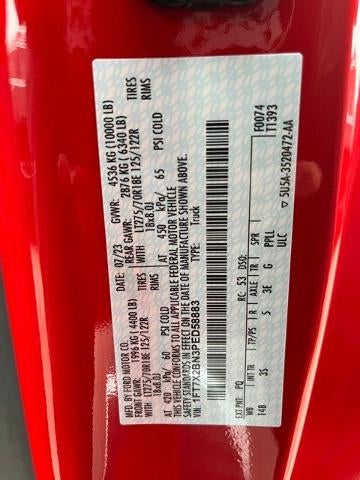 MFD. BY FORD MOTOR CO.
DATE: 07/23
GVWR: 4536 KG (10000 LB)
FRONT GAWR: 1996 KG (4400 LB)
REAR GAWR: 2876 KG (6340 LB)
LT275/70R18E 125/122R TIRES
LT275/70R18E 125/122R TIRES
18x8.0J RIMS
18x8.0J RIMS
AT 420 kPa/ 60 PSI COLD
AT 450 kPa/ 65 PSI COLD
THIS VEHICLE CONFORMS TO ALL APPLICABLE FEDERAL MOTOR VEHICLE
SAFETY STANDARDS IN EFFECT ON THE DATE OF MANUFACTURE SHOWN ABOVE.
VIN: 1FT7X2BN3PED58883
TYPE: Truck
F0074
1T1393
EXT PNT: PQ RC: 53 DSO:
WB TP/PS R AXLE TR SPR
148 35 5 3E G PPLL
ULC
5U5A-3520472-AA